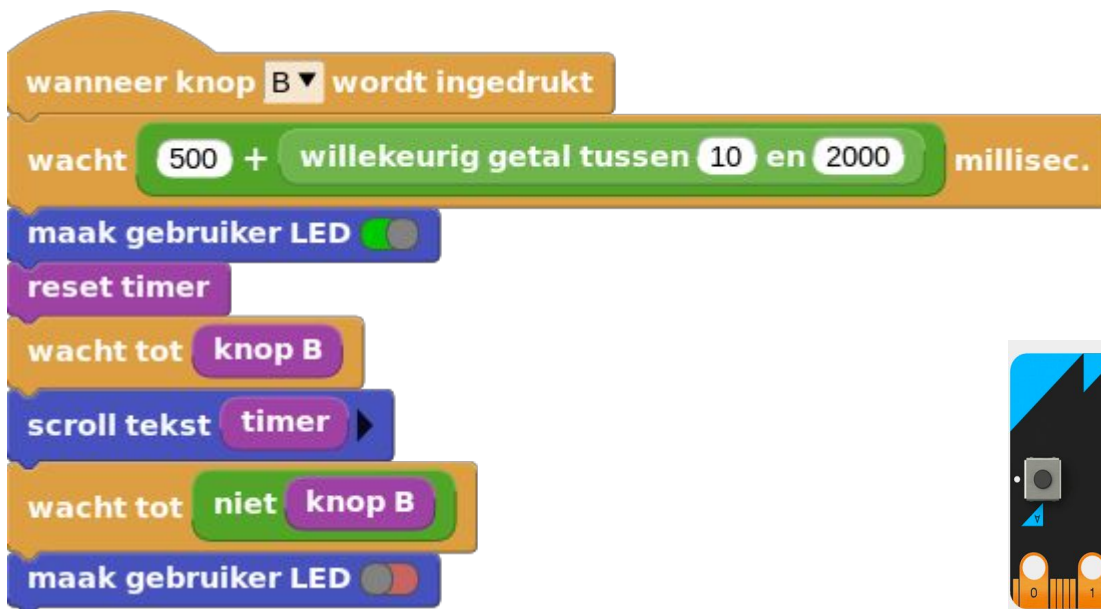 wanneer knop B wordt ingedrukt
wacht 500 + willekeurig getal tussen 10 en 2000 millisec.
maak gebruiker LED
reset timer
wacht tot knop B
scroll tekst timer
wacht tot niet knop B
maak gebruiker LED
A
0 1